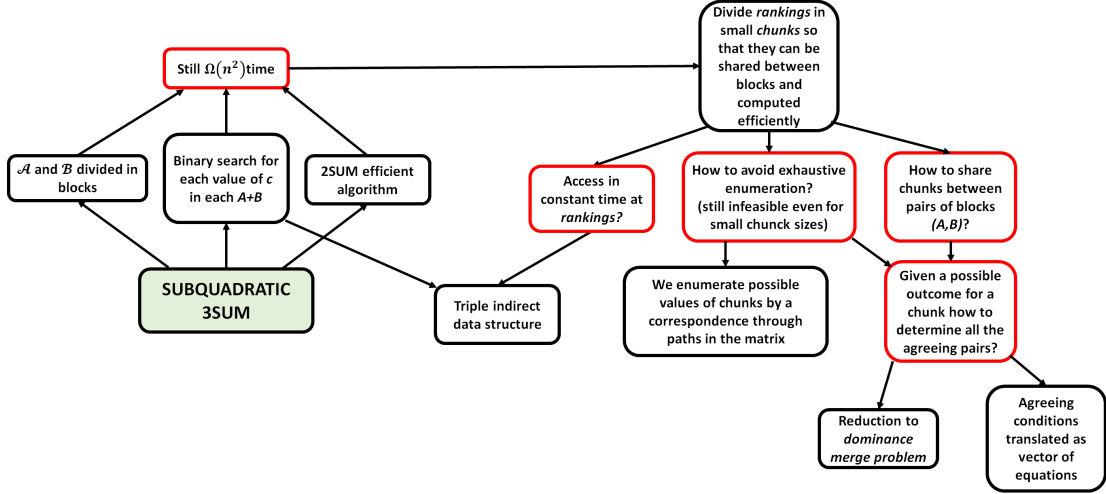 Divide rankings in
small chunks so
that they can be
shared between
blocks and
computed
efficiently
Still Ω(n²)time
𝒜 and ℬ divided in
blocks
Binary search for
each value of c
in each A+B
2SUM efficient
algorithm
Access in
constant time at
rankings?
How to avoid exhaustive
enumeration?
(still infeasible even for
small chunck sizes)
How to share
chunks between
pairs of blocks
(A,B)?
SUBQUADRATIC
3SUM
Triple indirect
data structure
We enumerate possible
values of chunks by a
correspondence through
paths in the matrix
Given a possible
outcome for a
chunk how to
determine all the
agreeing pairs?
Reduction to
dominance
merge problem
Agreeing
conditions
translated as
vector of
equations